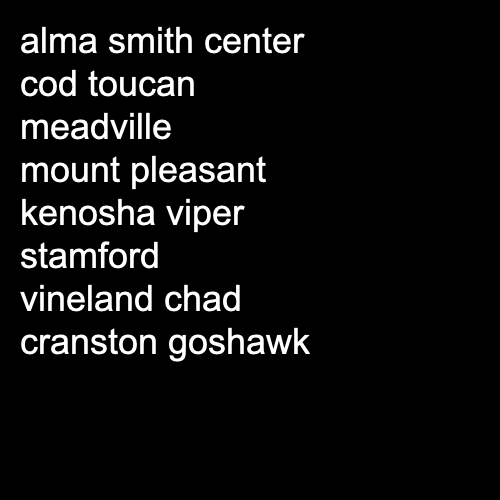 alma smith center
cod toucan
meadville
mount pleasant
kenosha viper
stamford
vineland chad
cranston goshawk